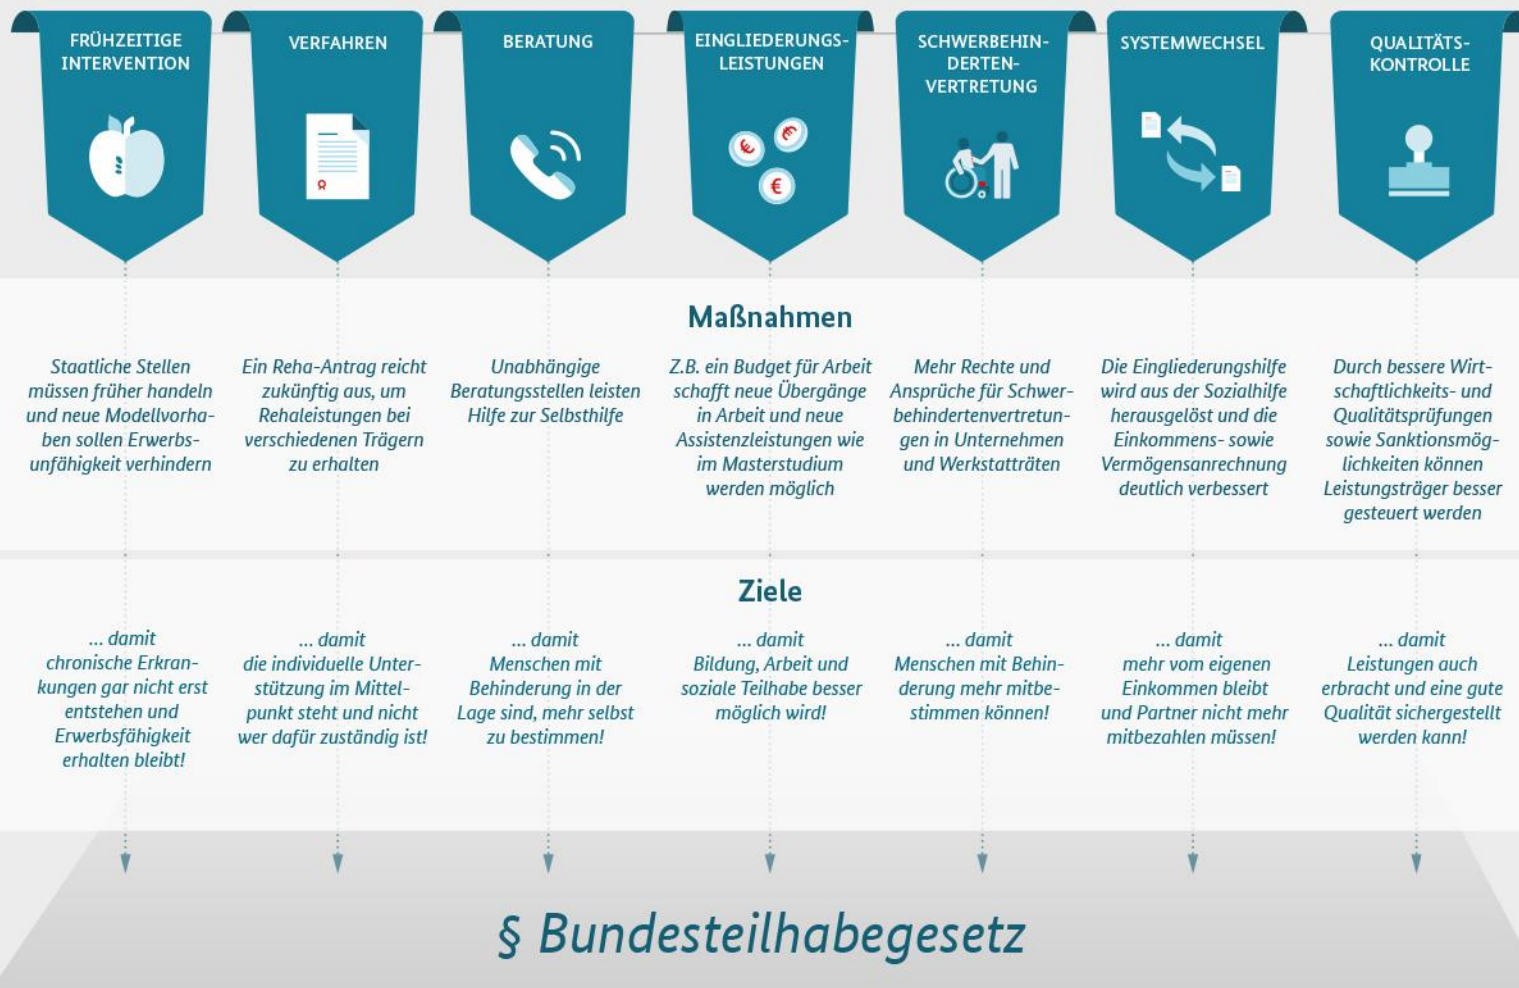 FRÜHZEITIGE
INTERVENTION
VERFAHREN
BERATUNG
EINGLIEDERUNGS-
LEISTUNGEN
SCHWERBEHIN-
DERTEN-
VERTRETUNG
SYSTEMWECHSEL
QUALITÄTS-
KONTROLLE
€
€
€
Maßnahmen
Staatliche Stellen
müssen früher handeln
und neue Modellvorha-
ben sollen Erwerbs-
unfähigkeit verhindern
Ein Reha-Antrag reicht
zukünftig aus, um
Rehaleistungen bei
verschiedenen Trägern
zu erhalten
Unabhängige
Beratungsstellen leisten
Hilfe zur Selbsthilfe
Z.B. ein Budget für Arbeit
schafft neue Übergänge
in Arbeit und neue
Assistenzleistungen wie
im Masterstudium
werden möglich
Mehr Rechte und
Ansprüche für Schwer-
behindertenvertretun-
gen in Unternehmen
und Werkstatträten
Die Eingliederungshilfe
wird aus der Sozialhilfe
herausgelöst und die
Einkommens- sowie
Vermögensanrechnung
deutlich verbessert
Durch bessere Wirt-
schaftlichkeits- und
Qualitätsprüfungen
sowie Sanktionsmög-
lichkeiten können
Leistungsträger besser
gesteuert werden
Ziele
... damit
chronische Erkran-
kungen gar nicht erst
entstehen und
Erwerbsfähigkeit
erhalten bleibt!
... damit
die individuelle Unter-
stützung im Mittel-
punkt steht und nicht
wer dafür zuständig ist!
... damit
Menschen mit
Behinderung in der
Lage sind, mehr selbst
zu bestimmen!
... damit
Bildung, Arbeit und
soziale Teilhabe besser
möglich wird!
... damit
Menschen mit Behin-
derung mehr mitbe-
stimmen können!
... damit
mehr vom eigenen
Einkommen bleibt
und Partner nicht mehr
mitbezahlen müssen!
... damit
Leistungen auch
erbracht und eine gute
Qualität sichergestellt
werden kann!
§ Bundesteilhabegesetz